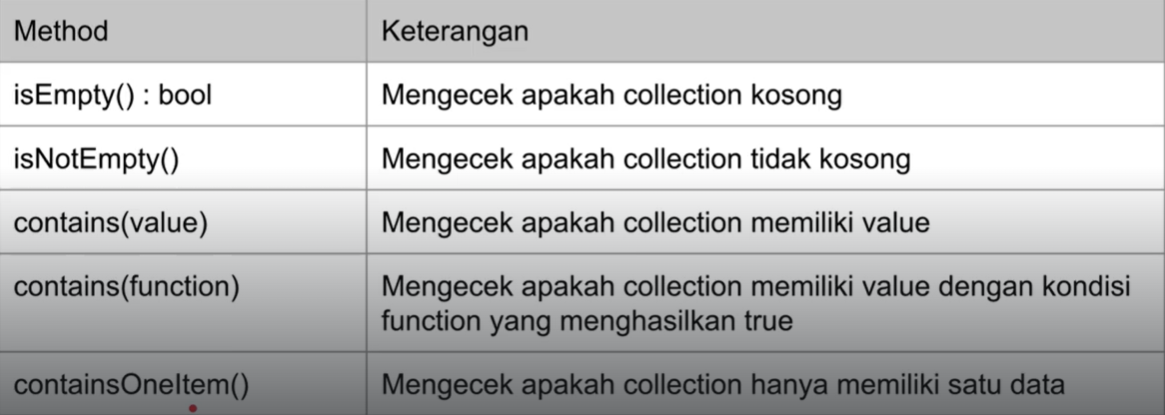 Method
Keterangan
isEmpty() : bool
Mengecek apakah collection kosong
isNotEmpty()
Mengecek apakah collection tidak kosong
contains(value)
Mengecek apakah collection memiliki value
contains(function)
Mengecek apakah collection memiliki value dengan kondisi
function yang menghasilkan true
containsOneItem()
Mengecek apakah collection hanya memiliki satu data